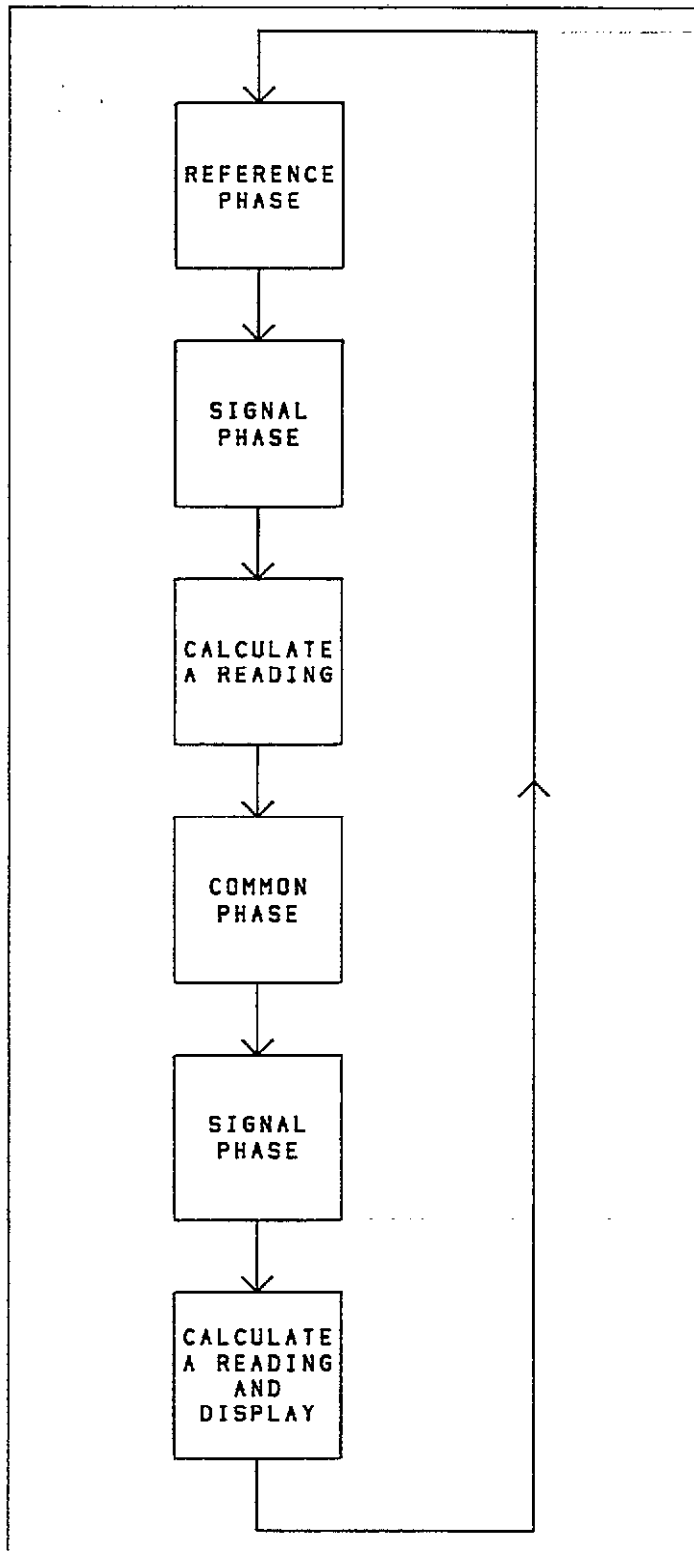 REFERENCE
PHASE
SIGNAL
PHASE
CALCULATE
A READING
COMMON
PHASE
SIGNAL
PHASE
CALCULATE
A READING
AND
DISPLAY